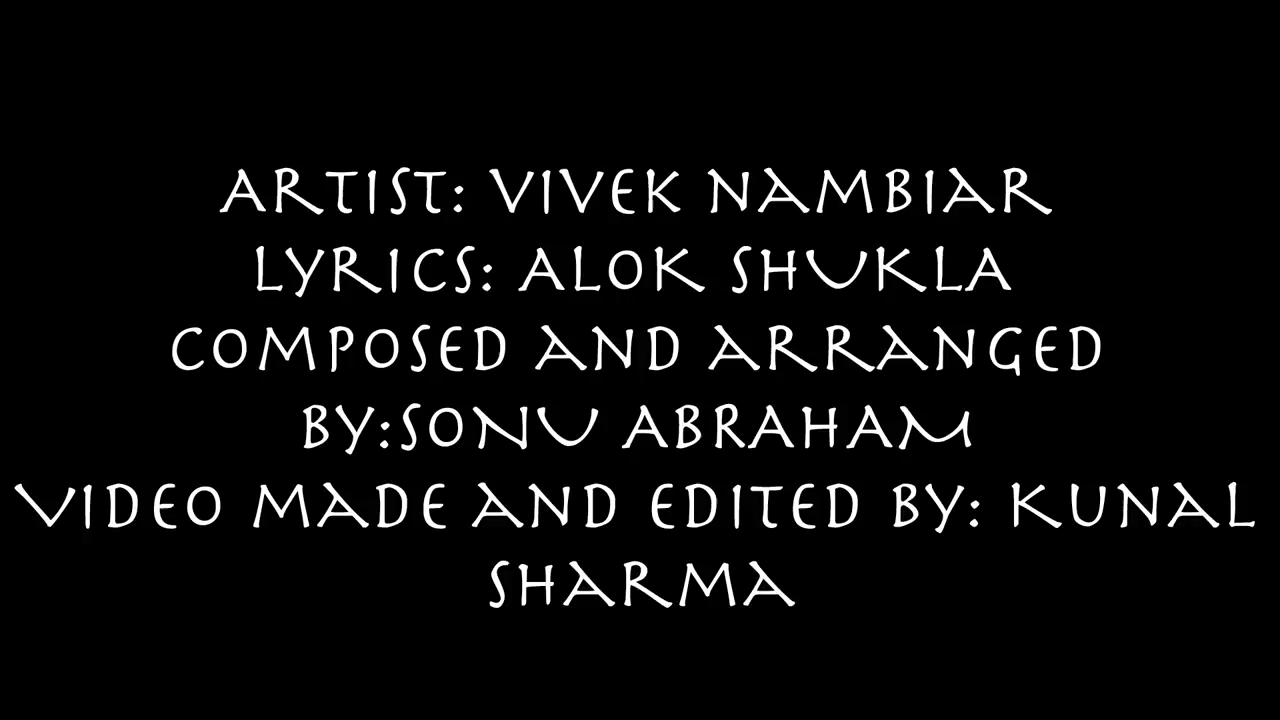 ARTIST: VIVEK NAMBIAR
LYRICS: ALOK SHUKLA
COMPOSED AND ARRANGED
BY:SONU ABRAHAM
VIDEO MADE AND EDITED BY: KUNAL
SHARMA